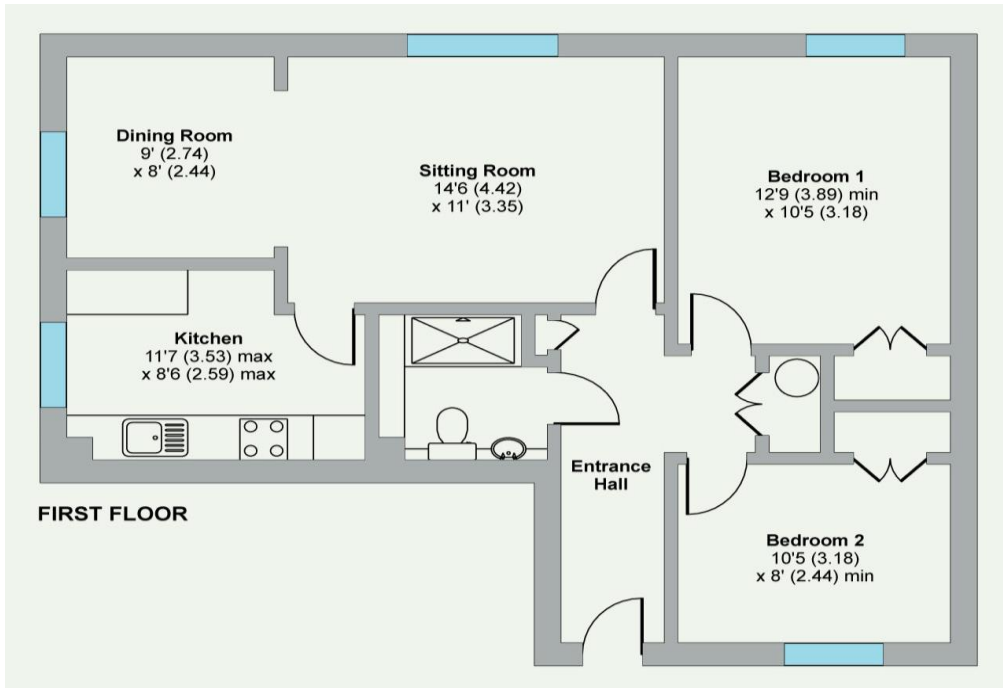 Dining Room
9' (2.74)
x 8' (2.44)
Sitting Room
14'6 (4.42)
x 11' (3.35)
Bedroom 1
12'9 (3.89) min
x 10'5 (3.18)
Kitchen
11'7 (3.53) max
x 8'6 (2.59) max
Entrance
Hall
FIRST FLOOR
Bedroom 2
10'5 (3.18)
x 8' (2.44) min